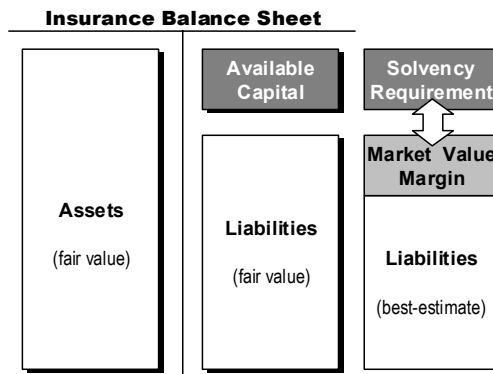 Insurance Balance Sheet
Assets
(fair value)
Available
Capital
Liabilities
(fair value)
Solvency
Requirement
Market Value
Margin
Liabilities
(best-estimate)